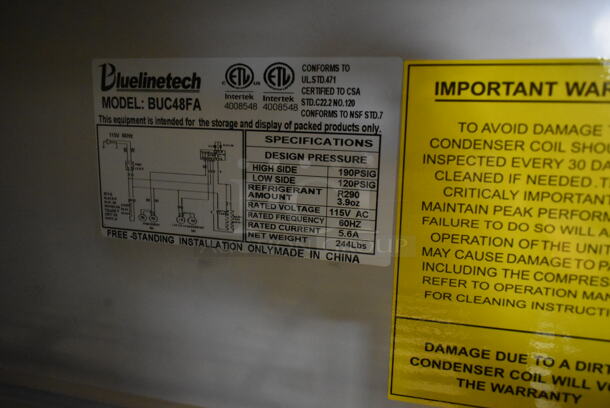 Bluelinetech
MODEL: BUC48FA
Intertek
4008548
Intertek
4008548
CONFORMS TO
UL.STD.471
CERTIFIED TO CSA
STD.C22.2 NO.120
CONFORMS TO NSF STD.7
This equipment is intended for the storage and display of packed products only.
115V 60Hz
SPECIFICATIONS
DESIGN PRESSURE
HIGH SIDE 190PSIG
LOW SIDE 120PSIG
REFRIGERANT R290
AMOUNT 3.9oz
RATED VOLTAGE 115V AC
RATED FREQUENCY 60HZ
RATED CURRENT 5.6A
NET WEIGHT 244Lbs
FREE -STANDING INSTALLATION ONLY MADE IN CHINA
IMPORTANT WAR
TO AVOID DAMAGE
CONDENSER COIL SHOU
INSPECTED EVERY 30 DA
CLEANED IF NEEDED. T
CRITICALY IMPORTANT
MAINTAIN PEAK PERFORM
FAILURE TO DO SO WILL A
OPERATION OF THE UNIT
MAY CAUSE DAMAGE TO P
INCLUDING THE COMPRES
REFER TO OPERATION MAN
FOR CLEANING INSTRUCTI
DAMAGE DUE TO A DIRT
CONDENSER COIL WILL VO
THE WARRANTY